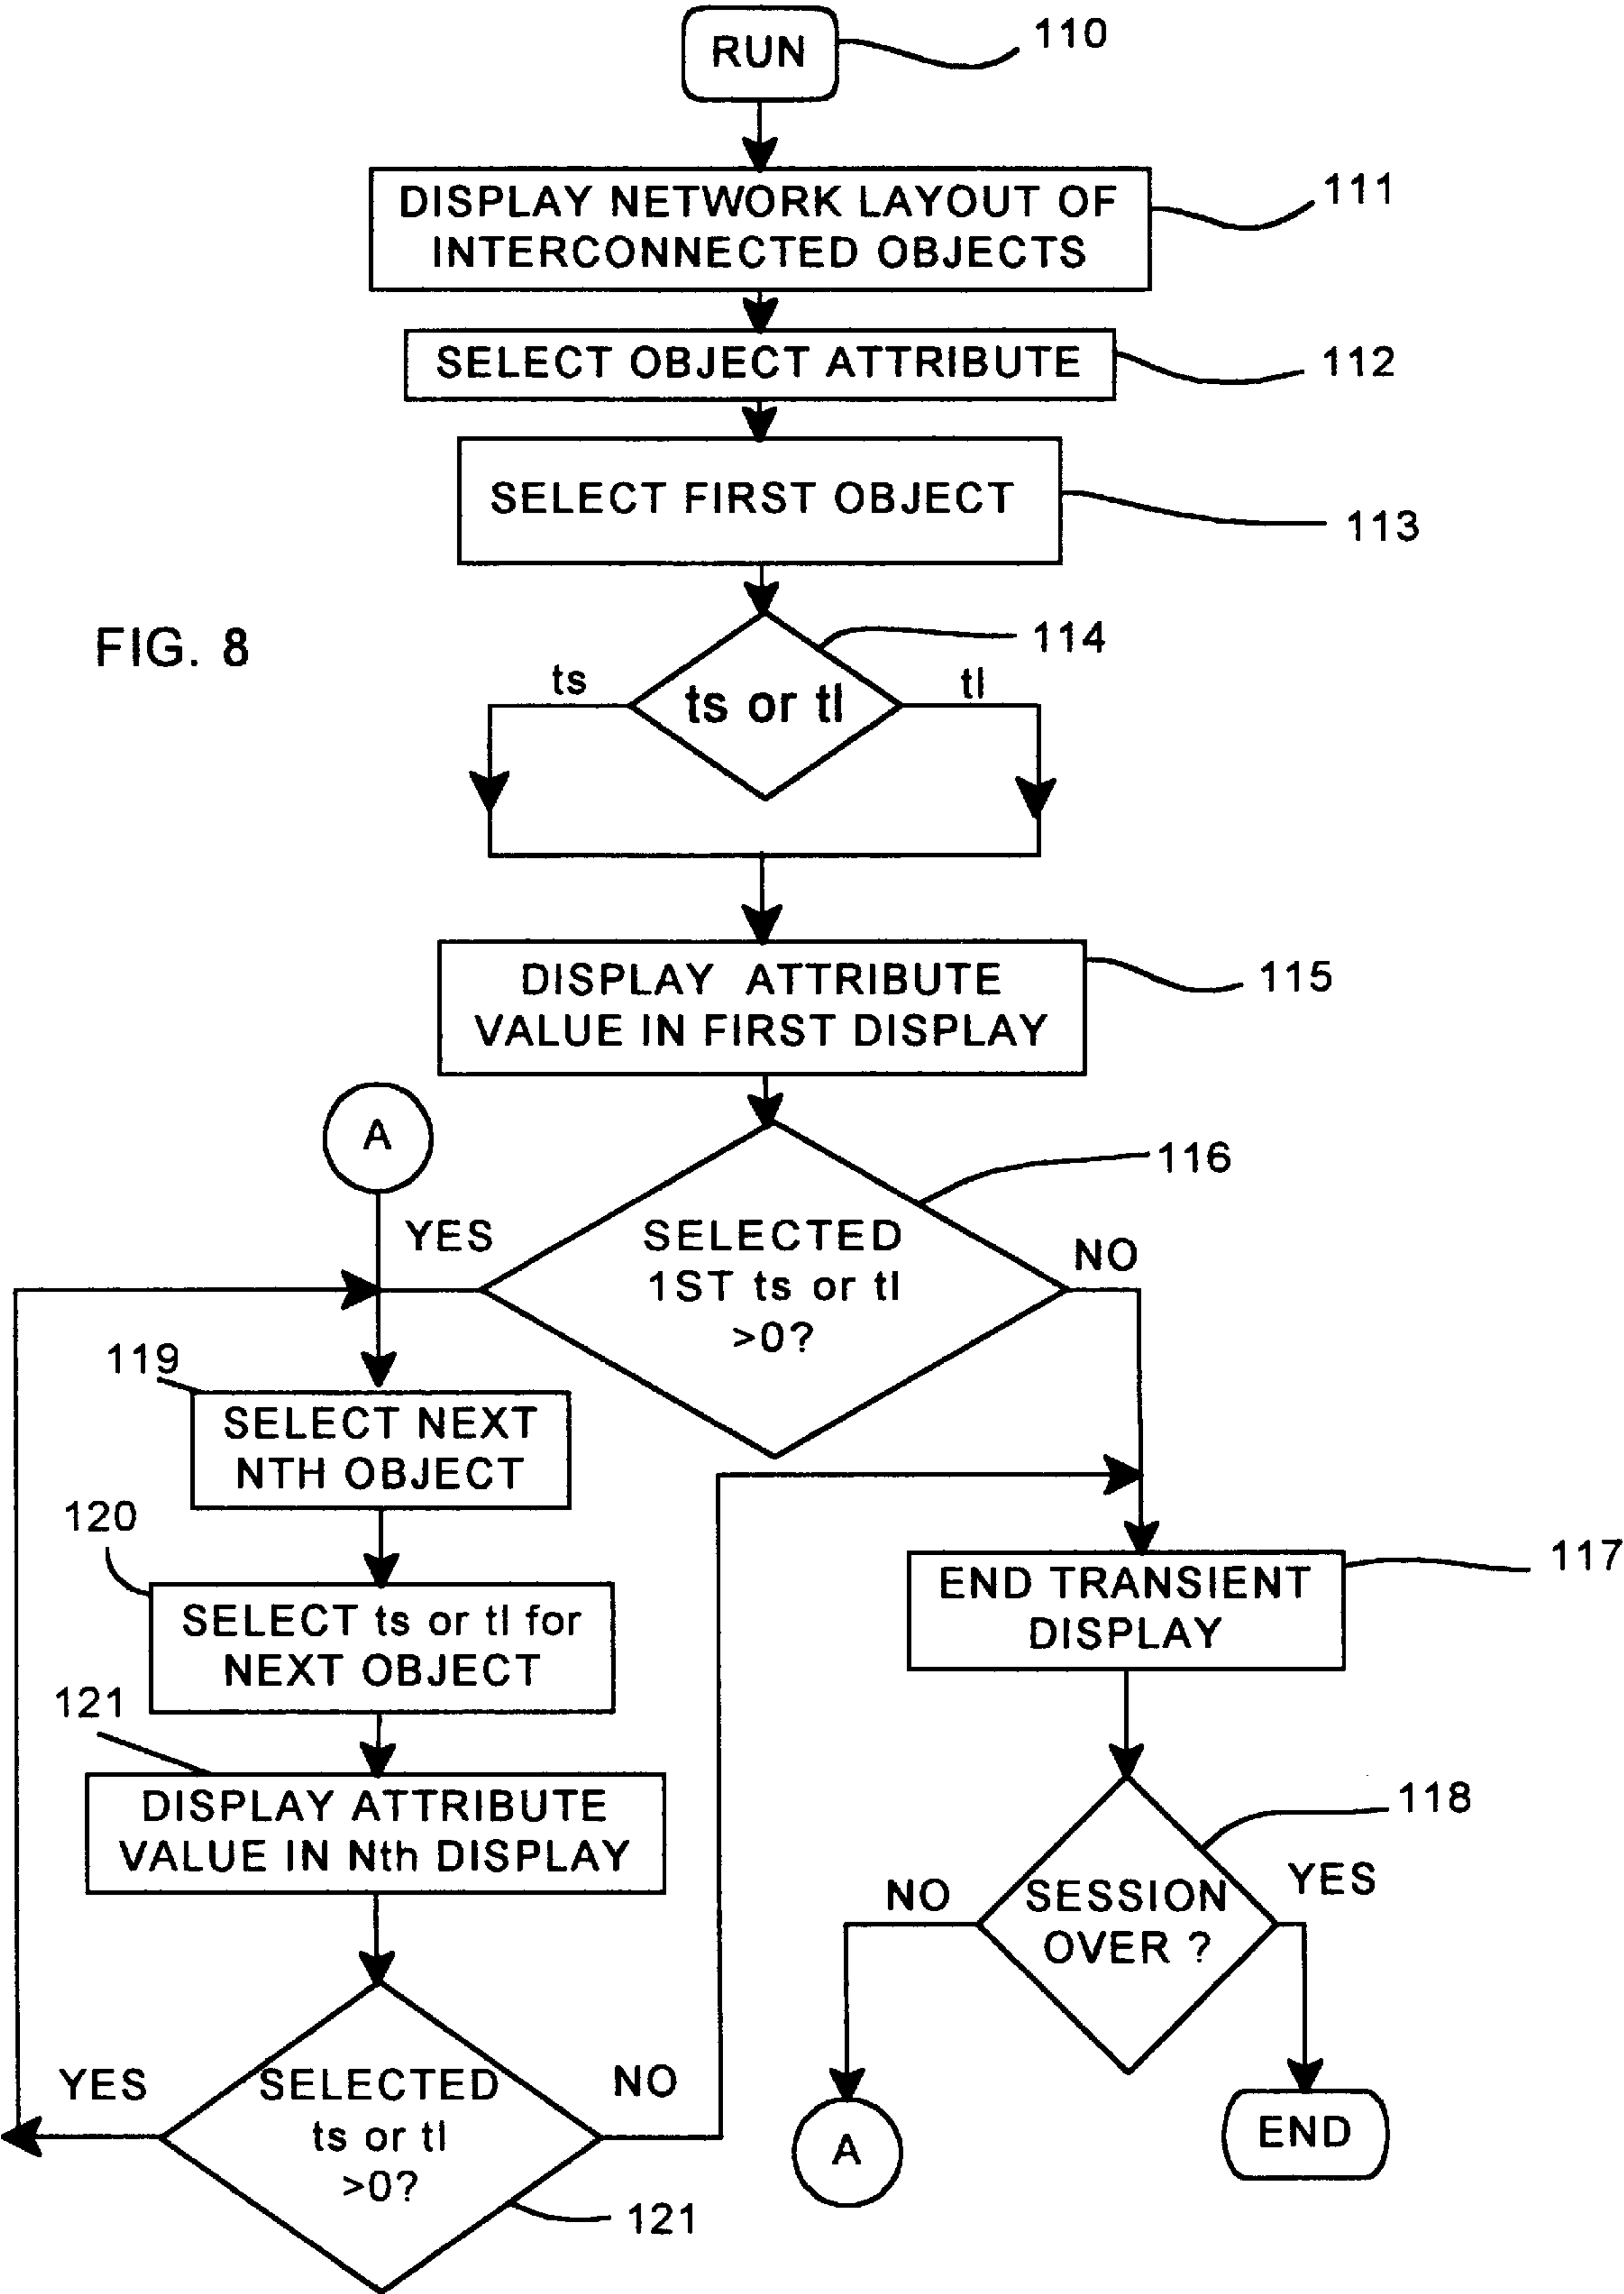 RUN
110
DISPLAY NETWORK LAYOUT OF
INTERCONNECTED OBJECTS
111
SELECT OBJECT ATTRIBUTE
112
SELECT FIRST OBJECT
113
FIG. 8
114
ts
ts or tl
tl
DISPLAY ATTRIBUTE
VALUE IN FIRST DISPLAY
115
A
116
YES
SELECTED
1ST ts or tl
>0?
NO
119
SELECT NEXT
NTH OBJECT
120
SELECT ts or tl for
NEXT OBJECT
117
END TRANSIENT
DISPLAY
121
DISPLAY ATTRIBUTE
VALUE IN Nth DISPLAY
118
NO
SESSION
OVER ?
YES
YES
SELECTED
ts or tl
>0?
NO
121
A
END